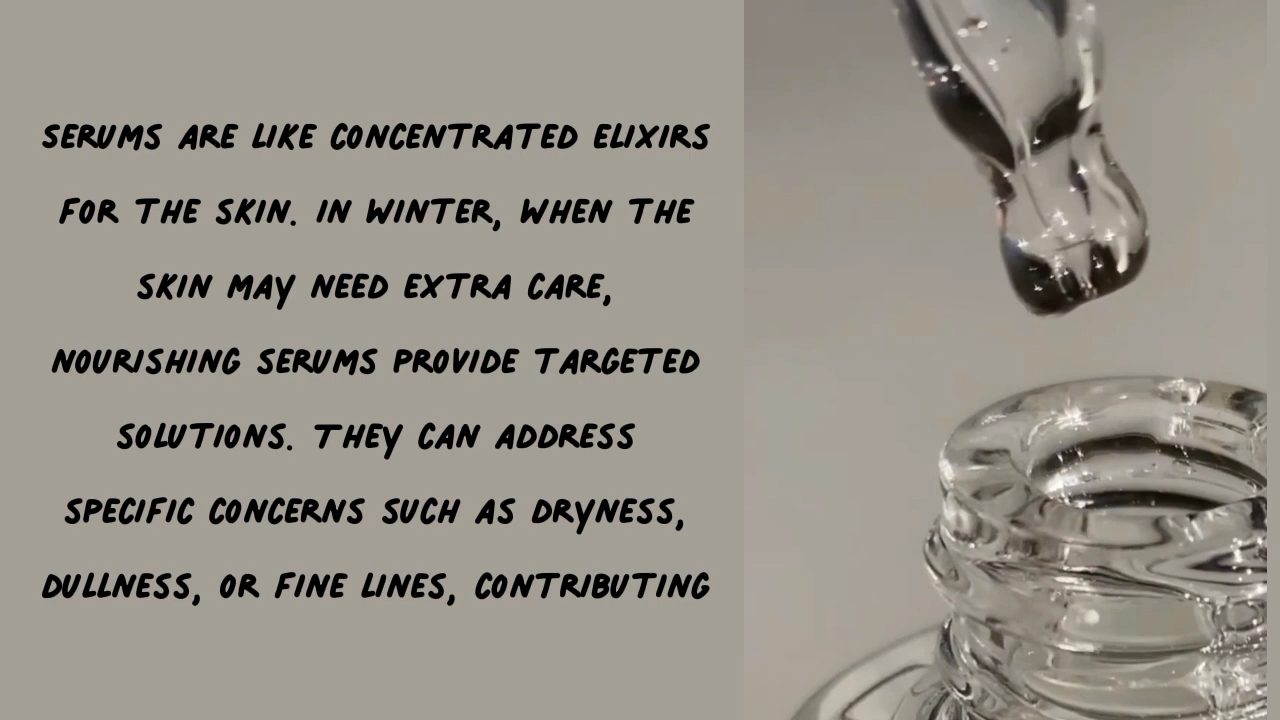 SERUMS ARE LIKE CONCENTRATED ELIXIRS
FOR THE SKIN. IN WINTER, WHEN THE
SKIN MAY NEED EXTRA CARE,
NOURISHING SERUMS PROVIDE TARGETED
SOLUTIONS. THEY CAN ADDRESS
SPECIFIC CONCERNS SUCH AS DRYNESS,
DULLNESS, OR FINE LINES, CONTRIBUTING